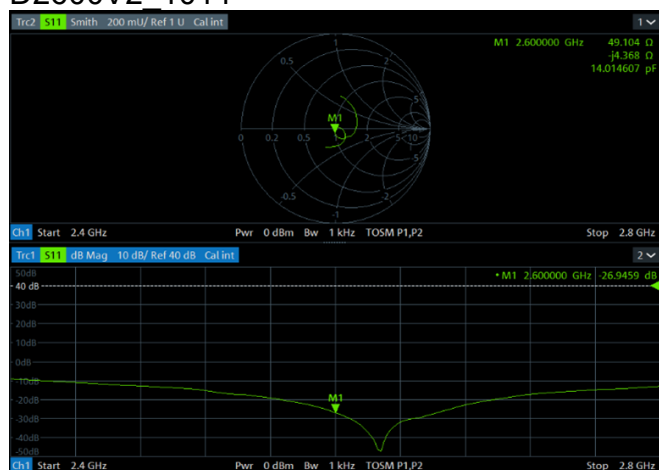 Trc2 S11 Smith 200 mU/ Ref 1 U Cal int 1
M1 2.600000 GHz 49.104 Ω
-j4.368 Ω
14.014607 pF
1
0.5 2
5
M1
0 0.2 0.5 1 2 5 10
-5
-0.5 -2
-1
Ch1 Start 2.4 GHz Pwr 0 dBm Bw 1 kHz TOSM P1,P2 Stop 2.8 GHz
Trc1 S11 dB Mag 10 dB/ Ref 40 dB Cal int 2
50dB
• M1 2.600000 GHz -26.9459 dB
40 dB
30dB
20dB
10dB
0dB
-10dB
-20dB
M1
-30dB
-40dB
-50dB
Ch1 Start 2.4 GHz Pwr 0 dBm Bw 1 kHz TOSM P1,P2 Stop 2.8 GHz